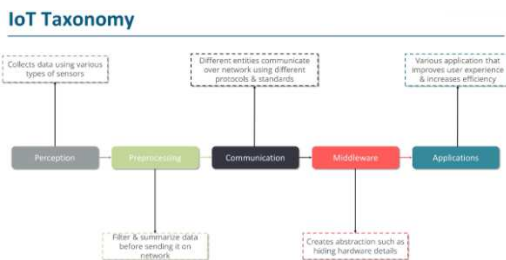 IoT Taxonomy
Collects data using various
types of sensors
Different entities communicate
over network using different
protocols & standards
Various application that
improves user experience
& increases efficiency
Perception
Preprocessing
Communication
Middleware
Applications
Filter & summarize data
before sending it on
network
Creates abstraction such as
hiding hardware details